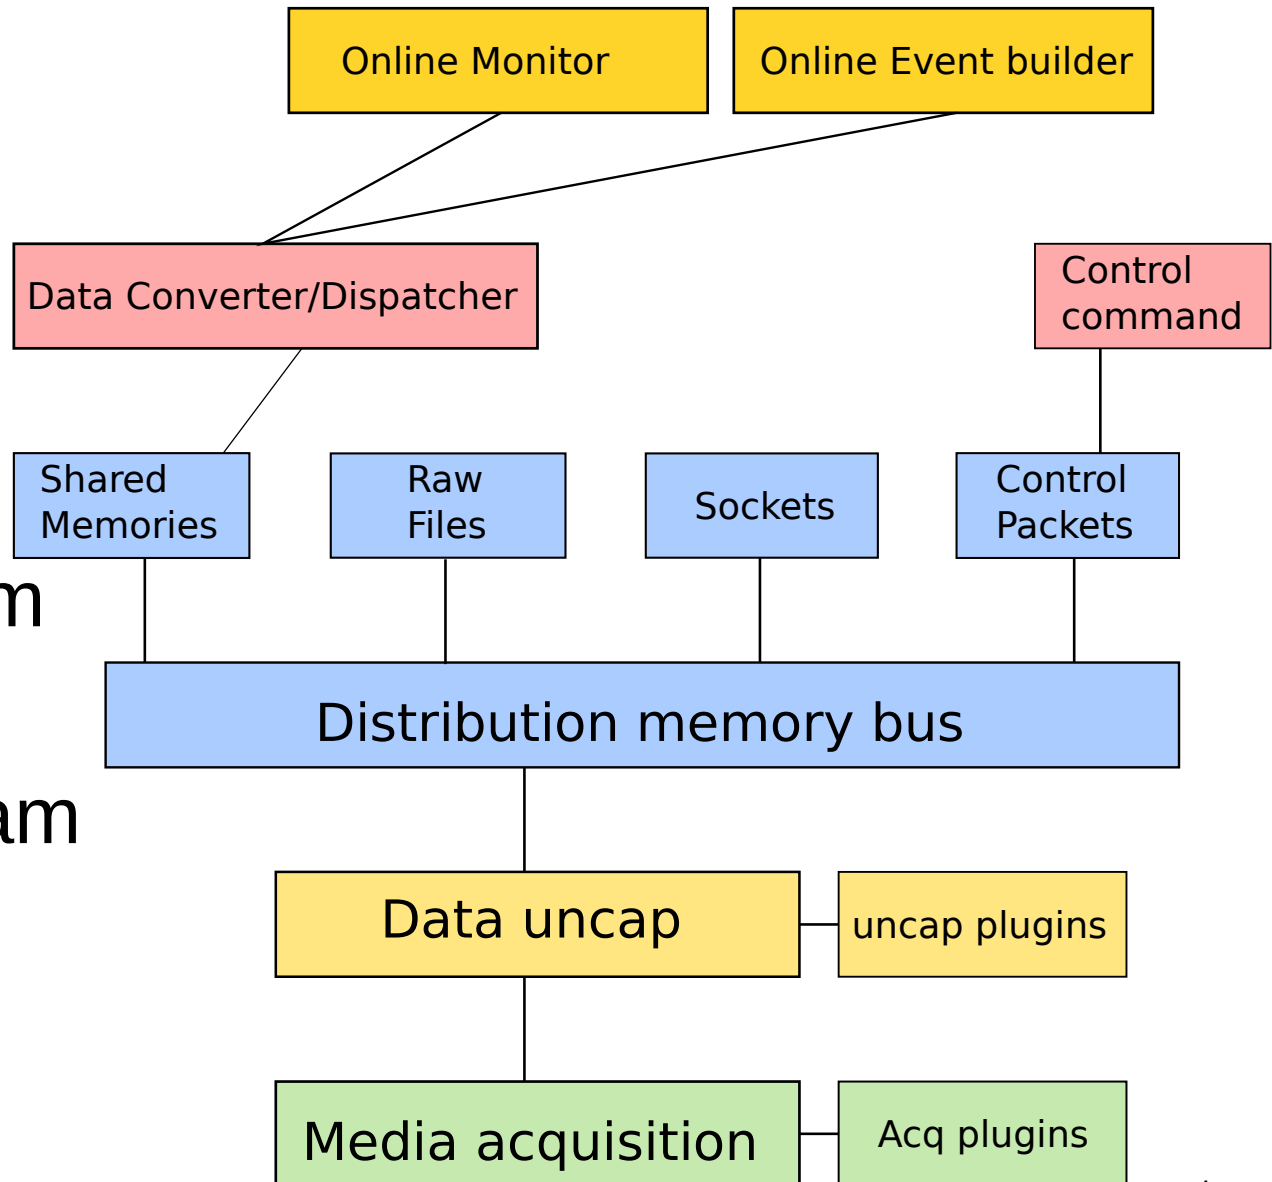 Online Monitor
Online Event builder
Data Converter/Dispatcher
Control
command
Shared
Memories
Raw
Files
Sockets
Control
Packets
Distribution memory bus
Data uncap
uncap plugins
Media acquisition
Acq plugins